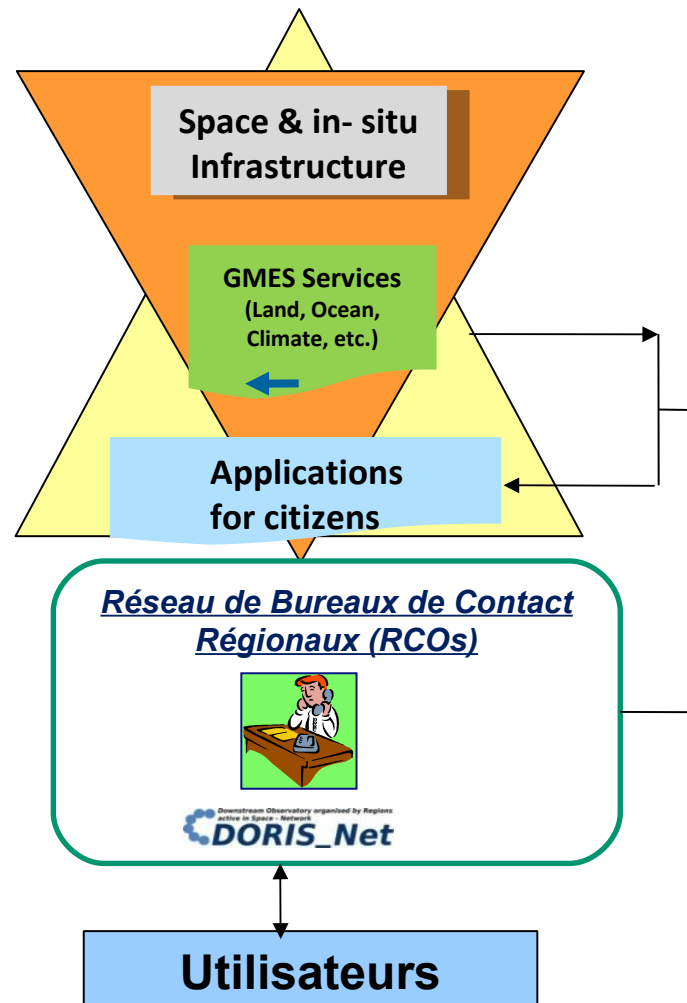 Space & in- situ
Infrastructure
GMES Services
(Land, Ocean,
Climate, etc.)
Applications
for citizens
Réseau de Bureaux de Contact
Régionaux (RCOs)
Downstream Observatory organised by Regions
active in Space - Network
DORIS_Net
Utilisateurs